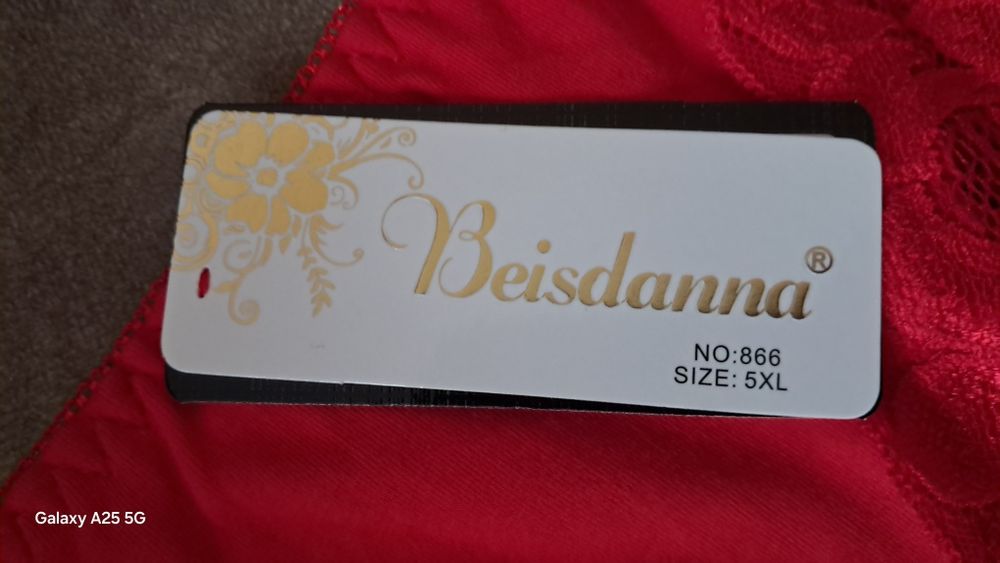 Beisdanna®
NO:866
SIZE: 5XL
Galaxy A25 5G